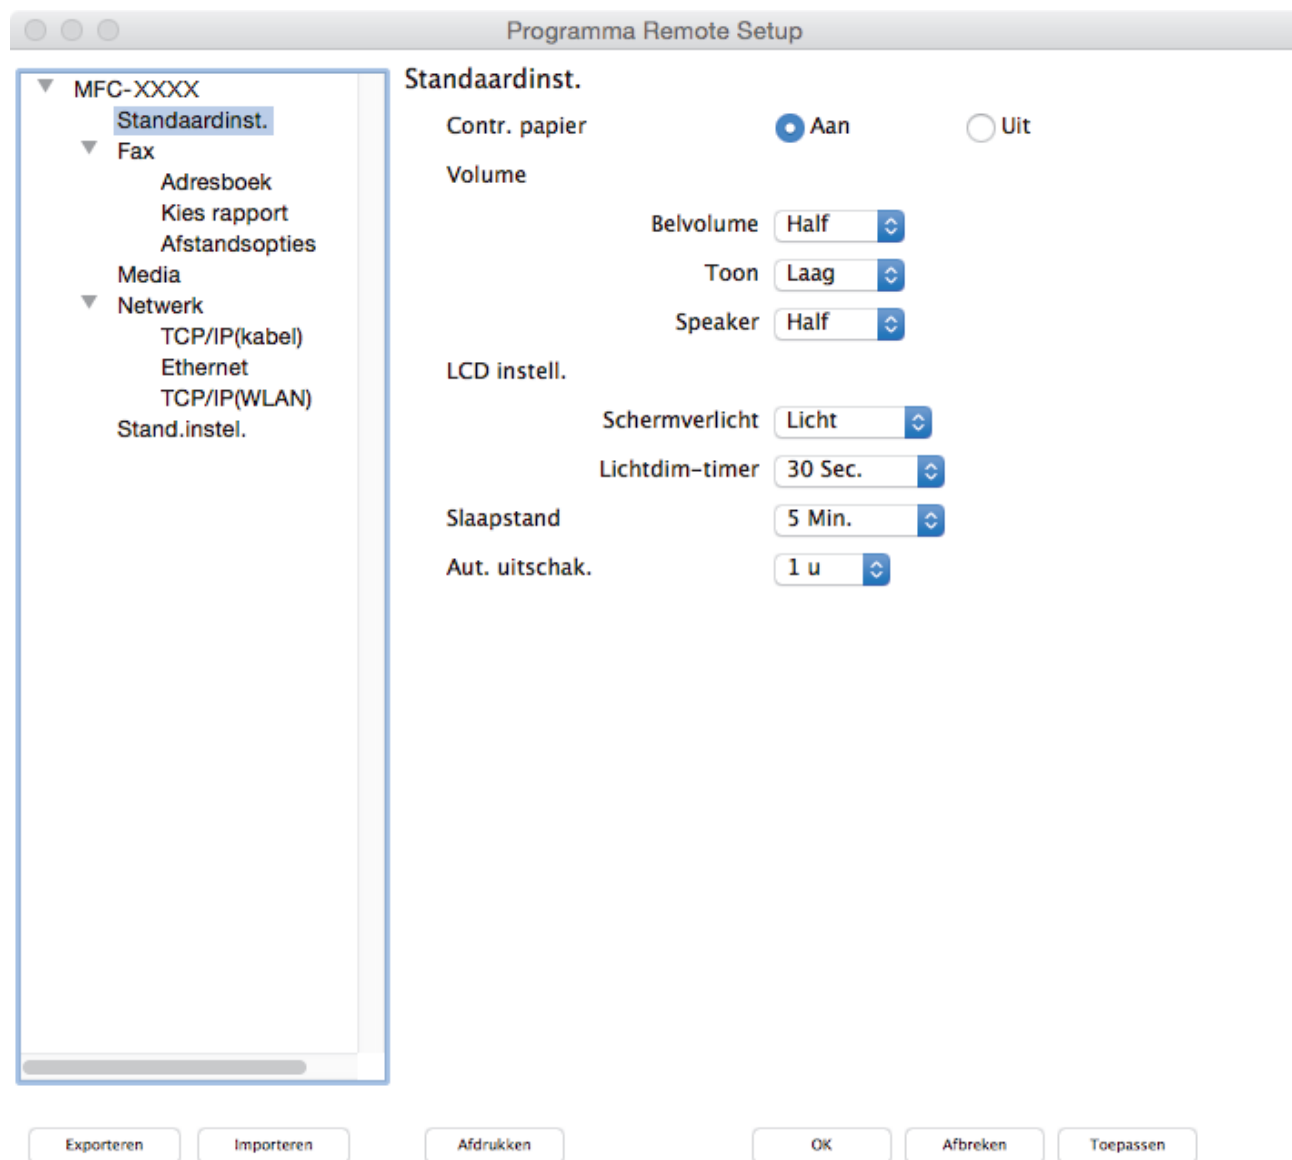 Programma Remote Setup
MFC-XXXX
Standaardinst.
Fax
Adresboek
Kies rapport
Afstandsopties
Media
Netwerk
TCP/IP(kabel)
Ethernet
TCP/IP(WLAN)
Stand.instel.
Standaardinst.
Contr. papier Aan Uit
Volume
Belvolume Half
Toon Laag
Speaker Half
LCD instell.
Schermverlicht Licht
Lichtdim-timer 30 Sec.
Slaapstand 5 Min.
Aut. uitschak. 1 u
Exporteren Importeren Afdrukken OK Afbreken Toepassen